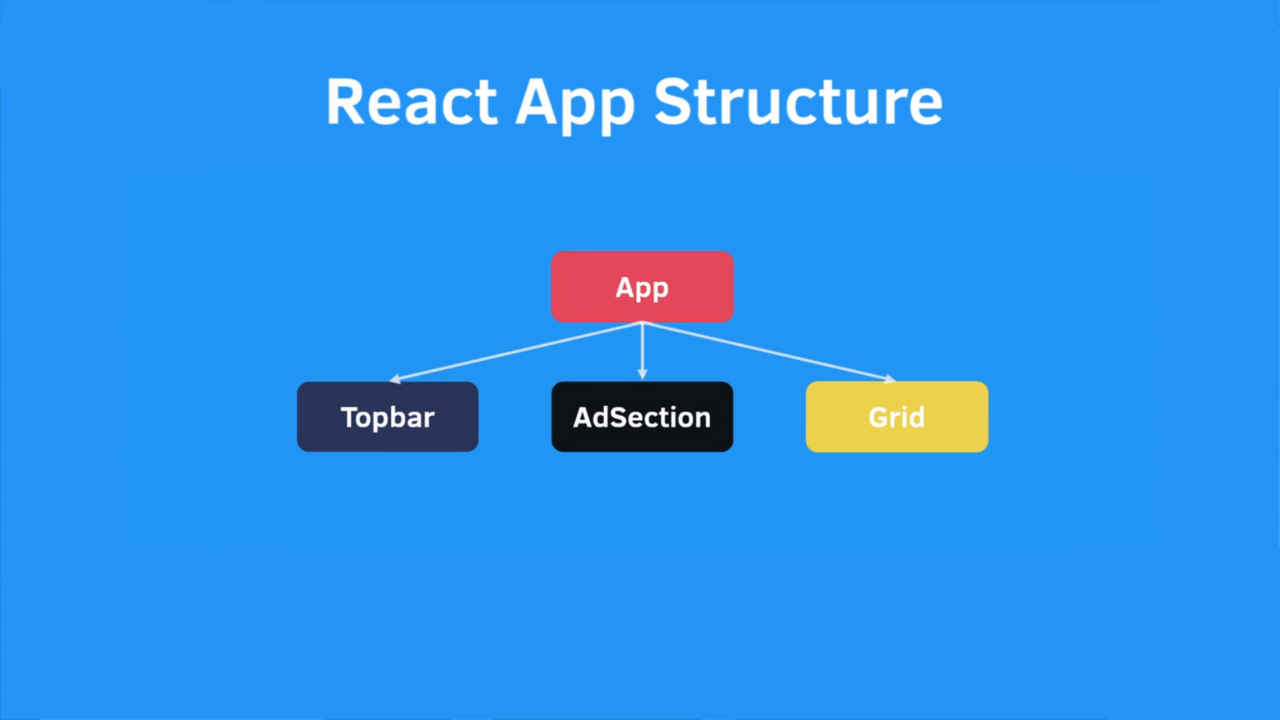 React App Structure
App
Topbar
AdSection
Grid